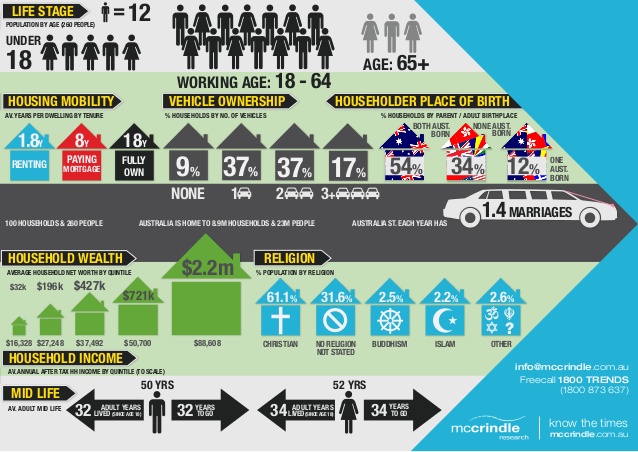 LIFE STAGE
POPULATION BY AGE (260 PEOPLE)
= 12
UNDER
18
WORKING AGE: 18 - 64
AGE: 65+
HOUSING MOBILITY
AV. YEARS PER DWELLING BY TENURE
1.8Y
RENTING
8Y
PAYING
MORTGAGE
18Y
FULLY
OWN
VEHICLE OWNERSHIP
% HOUSEHOLDS BY NO. OF VEHICLES
9%
37%
37%
17%
NONE
1
2
3+
HOUSEHOLDER PLACE OF BIRTH
% HOUSEHOLDS BY PARENT / ADULT BIRTHPLACE
BOTH AUST.
BORN
54%
NONE AUST.
BORN
34%
12%
ONE
AUST.
BORN
1.4 MARRIAGES
100 HOUSEHOLDS & 260 PEOPLE
AUSTRALIA IS HOME TO 8.9M HOUSEHOLDS & 23M PEOPLE
AUSTRALIA ST. EACH YEAR HAS
HOUSEHOLD WEALTH
AVERAGE HOUSEHOLD NET WORTH BY QUINTILE
$32k
$196k
$427k
$721k
$2.2m
$16,328
$27,248
$37,492
$50,700
$88,608
HOUSEHOLD INCOME
AV. ANNUAL AFTER TAX HH INCOME BY QUINTILE (TO SCALE)
RELIGION
% POPULATION BY RELIGION
61.1%
31.6%
2.5%
2.2%
2.6%
?
CHRISTIAN
NO RELIGION
NOT STATED
BUDDHISM
ISLAM
OTHER
MID LIFE
AV. ADULT MID LIFE
50 YRS
32 ADULT YEARS
LIVED (SINCE AGE 18)
32 YEARS
TO GO
52 YRS
34 ADULT YEARS
LIVED (SINCE AGE 18)
34 YEARS
TO GO
info@mccrindle.com.au
Freecall 1800 TRENDS
(1800 873 637)
mccrindle
research
know the times
mccrindle.com.au